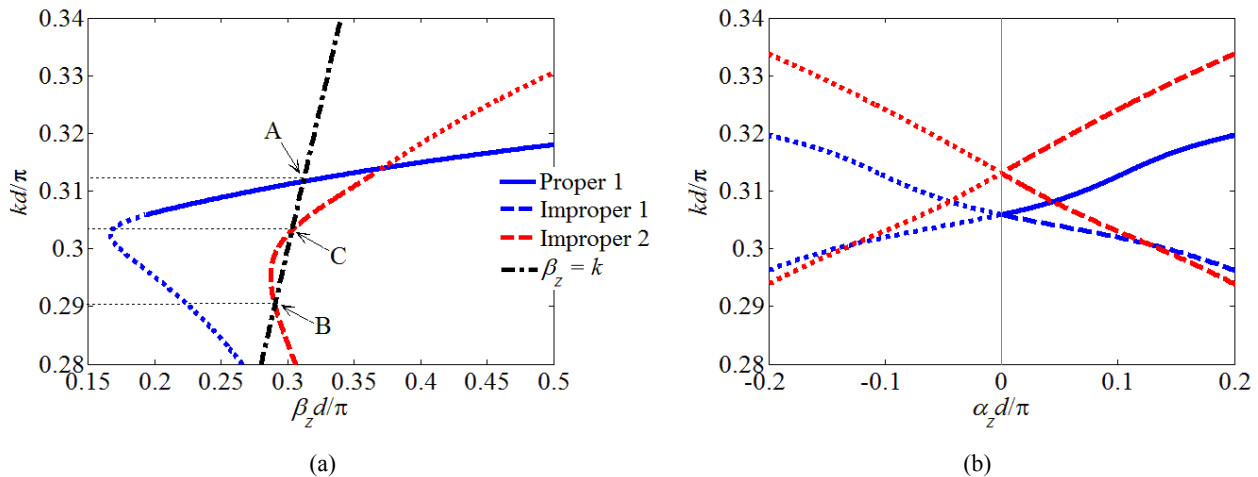 0.34
0.33
0.32
0.31
0.3
0.29
0.28
kd/π
A
C
B
Proper 1
Improper 1
Improper 2
β_z = k
0.15 0.2 0.25 0.3 0.35 0.4 0.45 0.5
β_z d/π
(a)
0.34
0.33
0.32
0.31
0.3
0.29
0.28
kd/π
-0.2 -0.1 0 0.1 0.2
α_z d/π
(b)